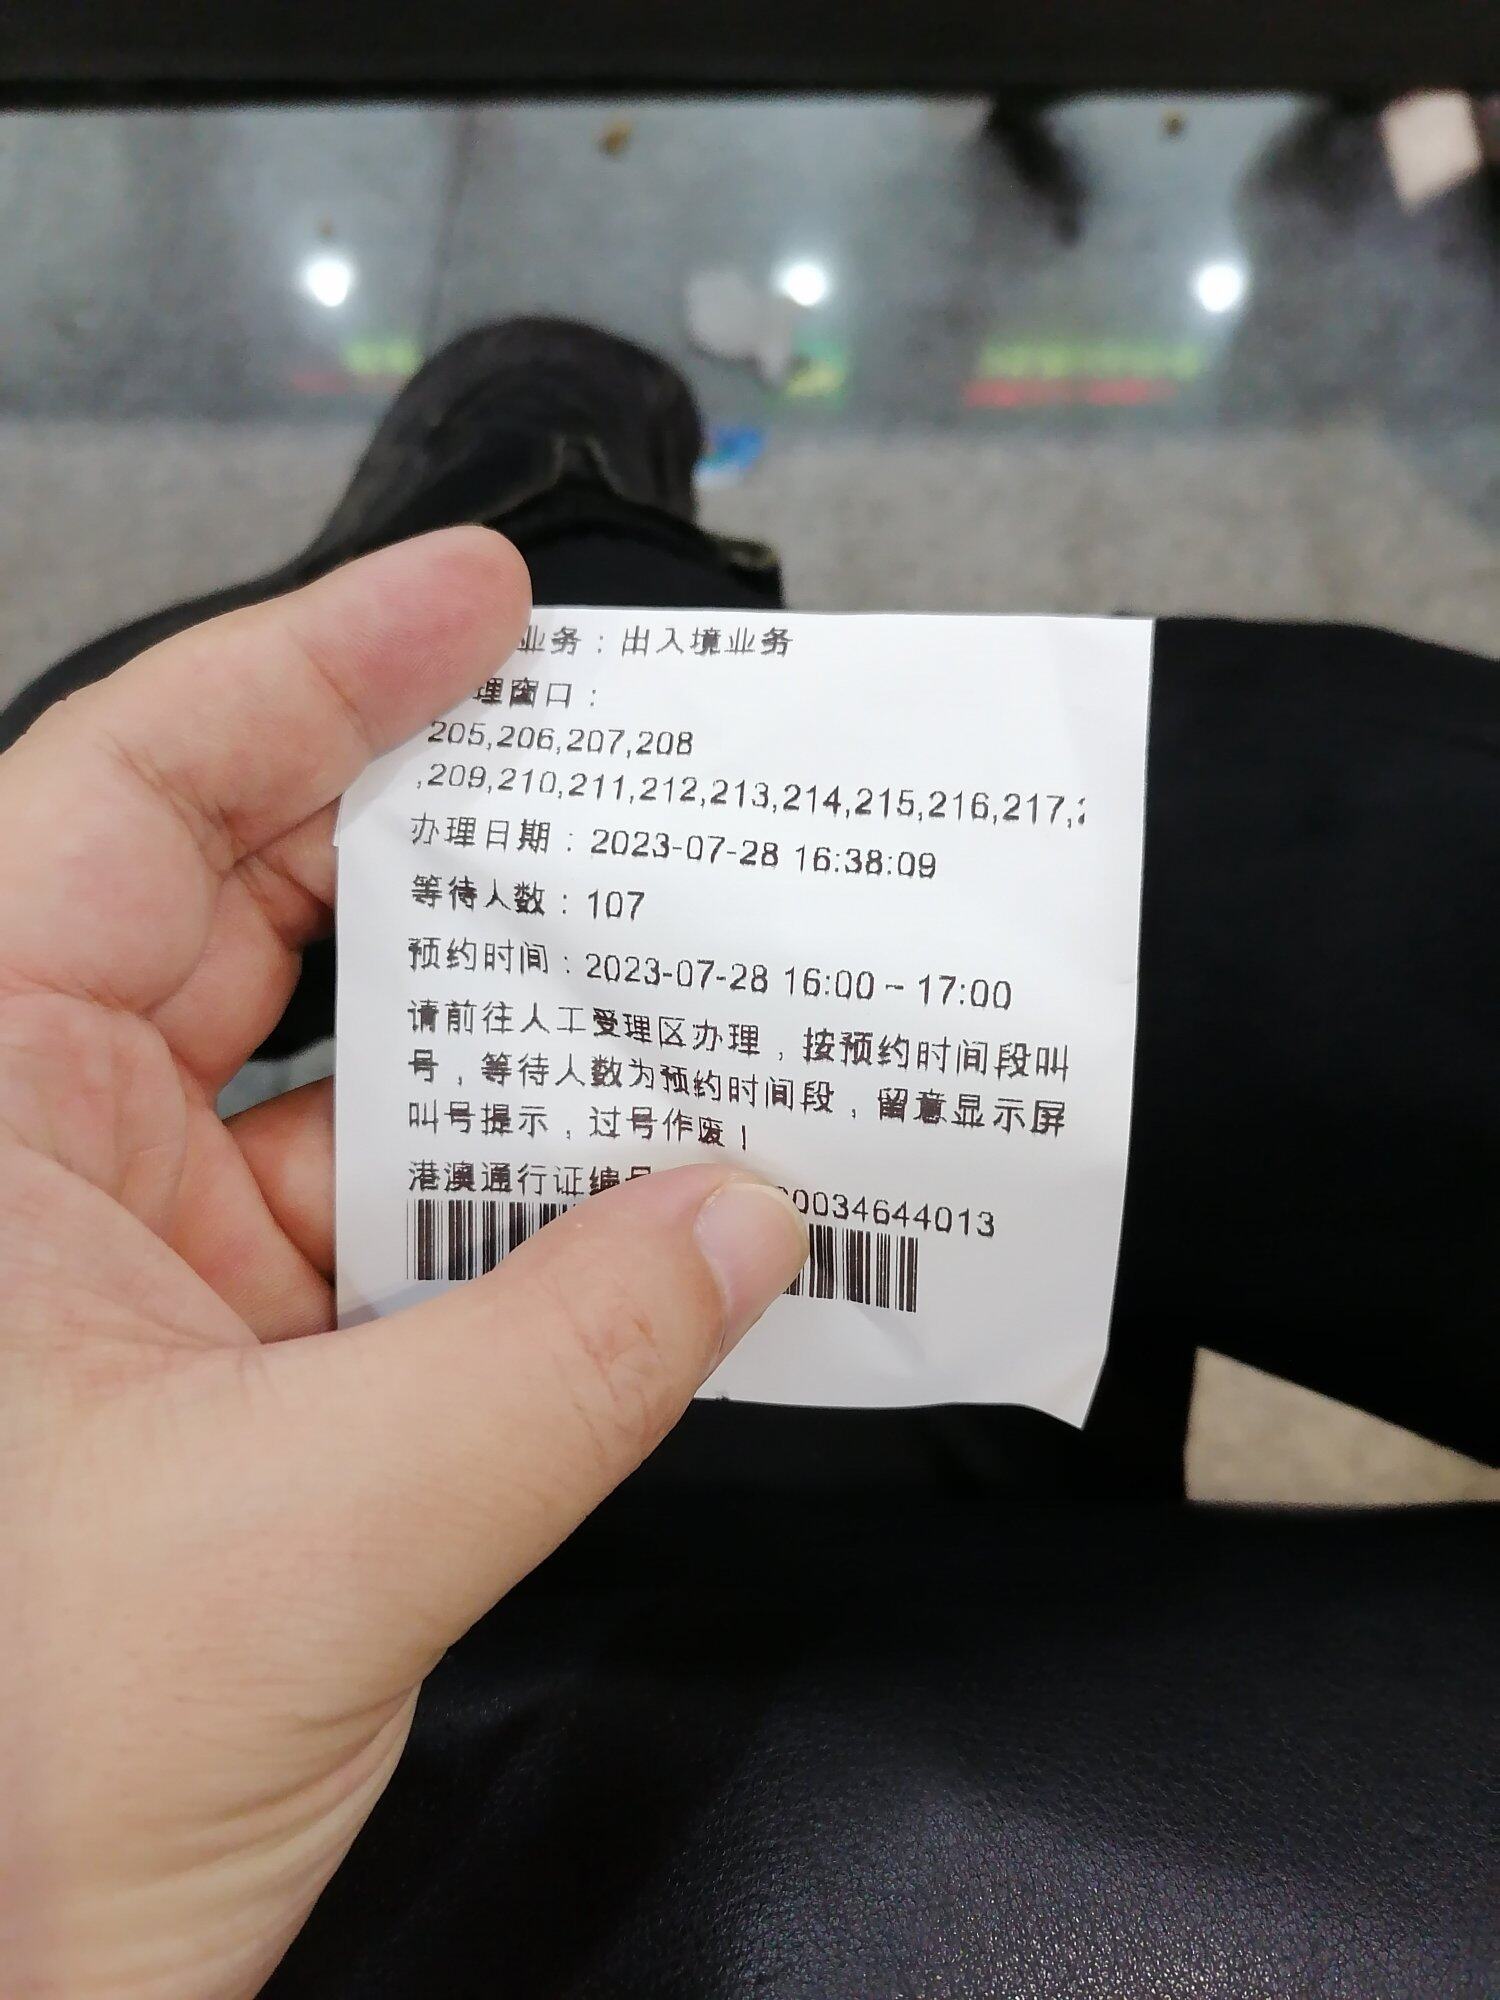 业务：出入境业务
理窗口：
205,206,207,208
,209,210,211,212,213,214,215,216,217,
办理日期：2023-07-28 16:38:09
等待人数：107
预约时间：2023-07-28 16:00 - 17:00
请前往人工受理区办理，按预约时间段叫
号，等待人数为预约时间段，留意显示屏
叫号提示，过号作废！
港澳通行证编号 0034644013